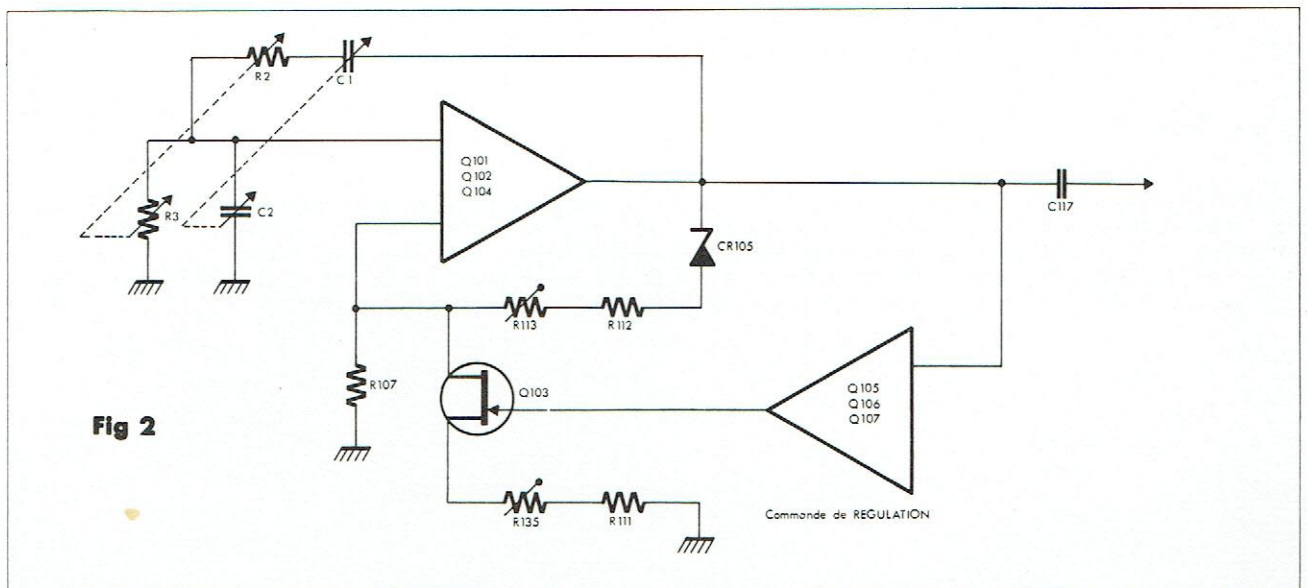 R2
C1
Q101
Q102
Q104
R3
C2
C117
CR105
R113
R112
R107
Q103
Q105
Q106
Q107
Fig 2
R135
R111
Commande de REGULATION